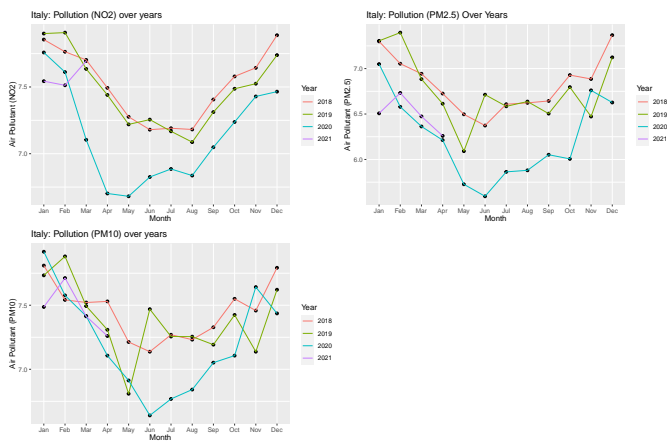 Italy: Pollution (NO2) over years
Air Pollutant (NO2)
7.5
7.0
Jan Feb Mar Apr May Jun Jul Aug Sep Oct Nov Dec
Month
Year
2018
2019
2020
2021
Italy: Pollution (PM2.5) Over Years
Air Pollutant (PM2.5)
7.0
6.5
6.0
Jan Feb Mar Apr May Jun Jul Aug Sep Oct Nov Dec
Month
Year
2018
2019
2020
2021
Italy: Pollution (PM10) over years
Air Pollutant (PM10)
7.5
7.0
Jan Feb Mar Apr May Jun Jul Aug Sep Oct Nov Dec
Month
Year
2018
2019
2020
2021